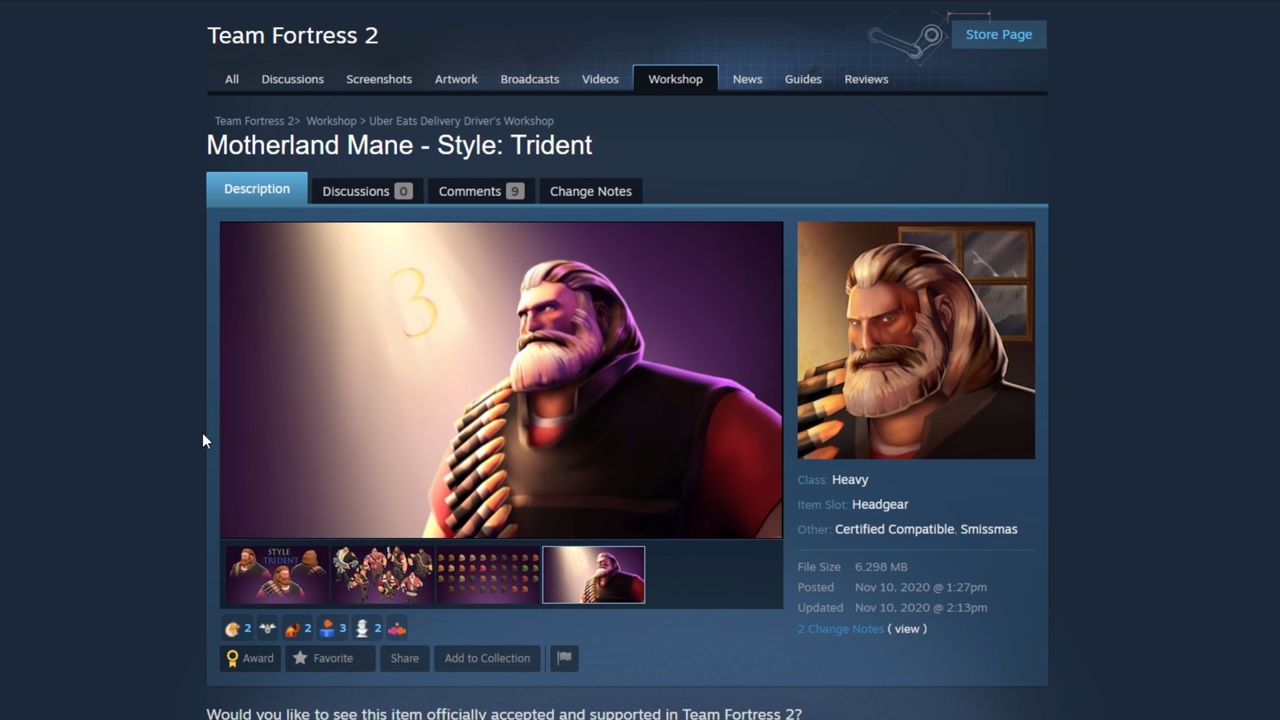 Team Fortress 2
Store Page
All Discussions Screenshots Artwork Broadcasts Videos Workshop News Guides Reviews
Team Fortress 2> Workshop > Uber Eats Delivery Driver's Workshop
Motherland Mane - Style: Trident
Description Discussions 0 Comments 9 Change Notes
3
Class: Heavy
Item Slot: Headgear
Other: Certified Compatible, Smissmas
STYLE
TRIDENT
File Size 6.298 MB
Posted Nov 10, 2020 @ 1:27pm
Updated Nov 10, 2020 @ 2:13pm
2 Change Notes ( view )
2 2 3 2
Award Favorite Share Add to Collection
Would you like to see this item officially accepted and supported in Team Fortress 2?